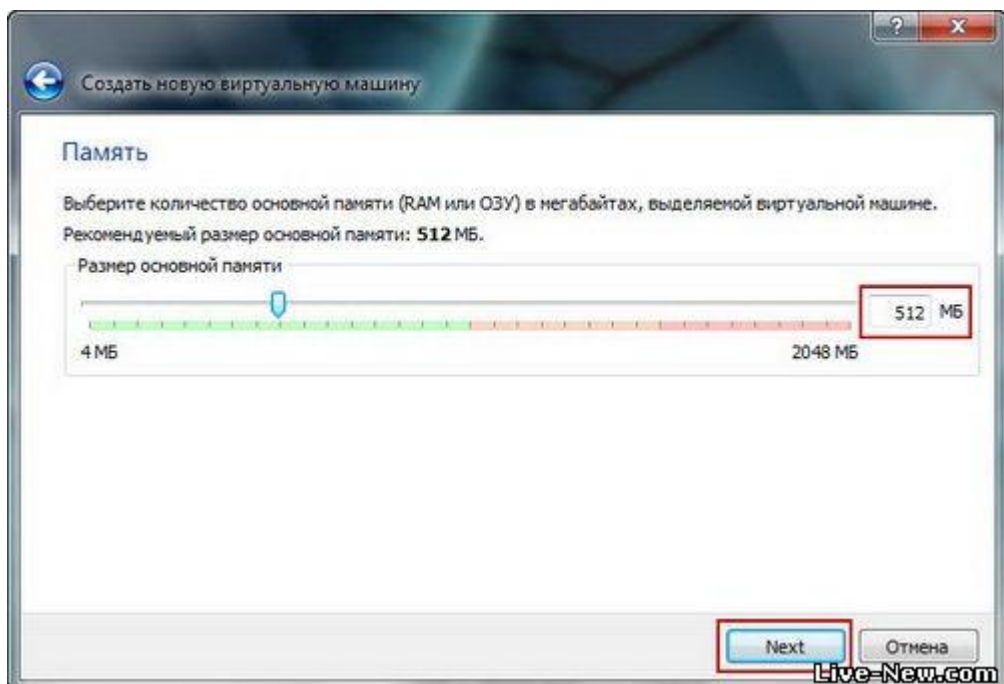 ?
X
Создать новую виртуальную машину
Память
Выберите количество основной памяти (RAM или ОЗУ) в мегабайтах, выделяемой виртуальной машине.
Рекомендуемый размер основной памяти: 512 МБ.
Размер основной памяти
512 МБ
4 МБ
2048 МБ
Next
Отмена
Live-New.com